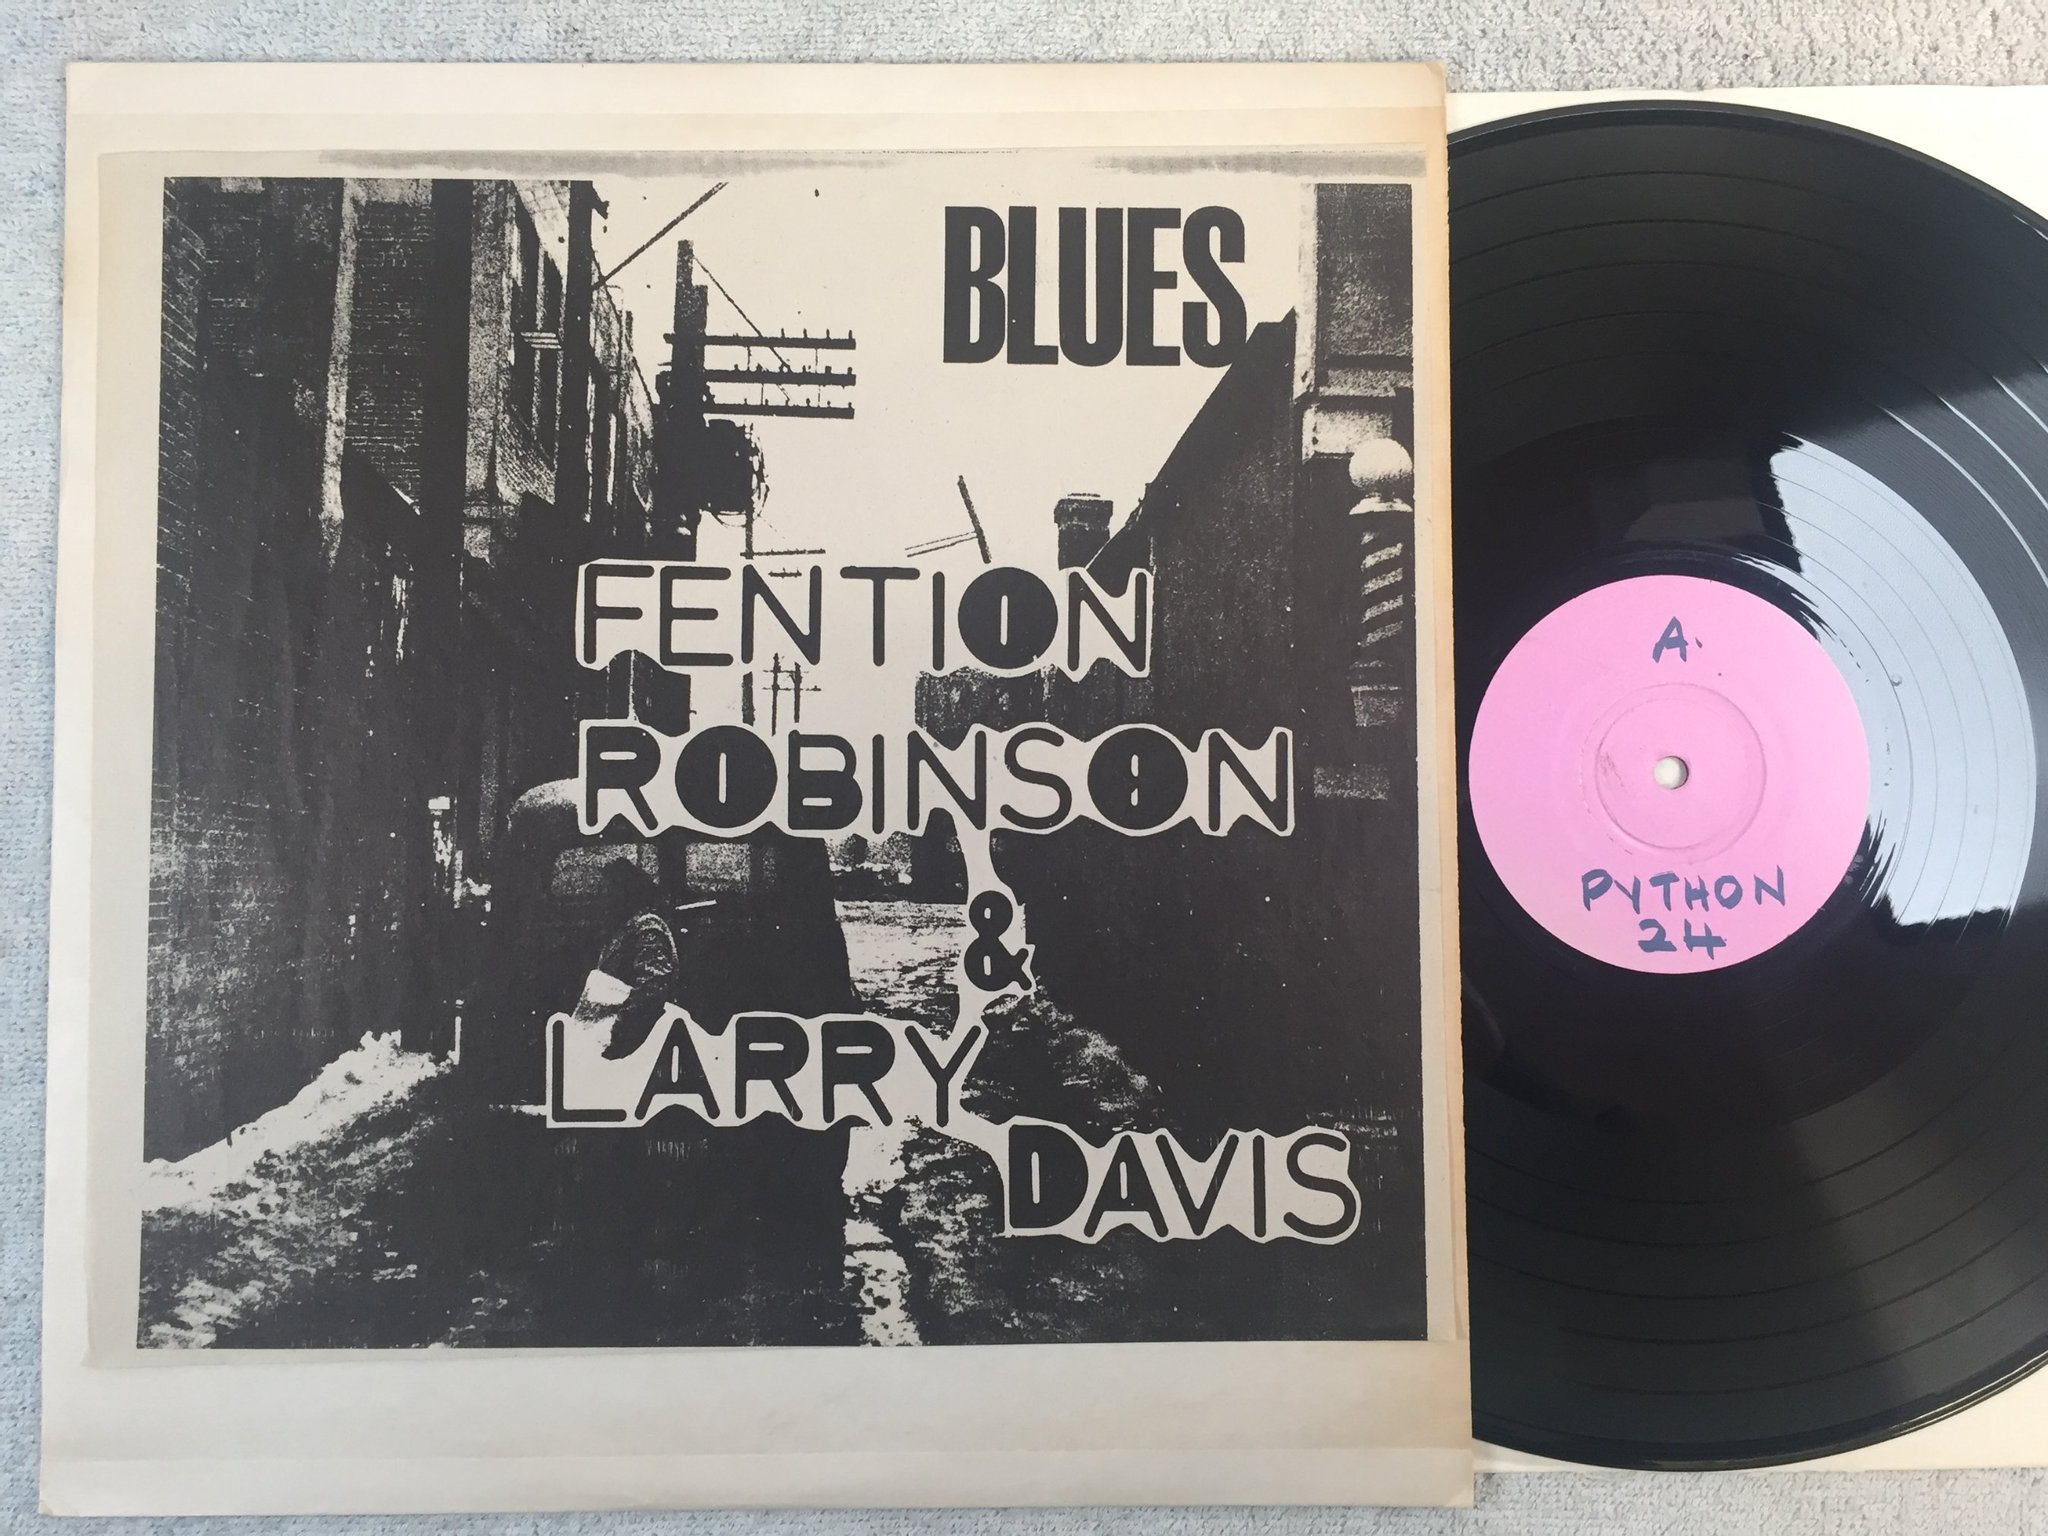 BLUES
FENTION
ROBINSON
&
LARRY
DAVIS
A.
PYTHON
24